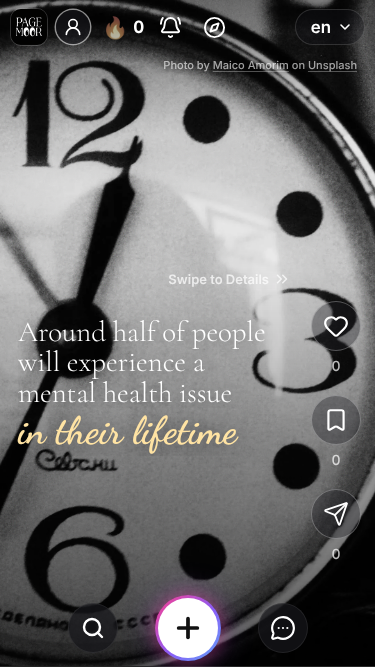 PAGE
MOOR
0
en
Photo by Maico Amorim on Unsplash
12
Swipe to Details
3
Around half of people
will experience a
mental health issue
in their lifetime
0
0
0
6